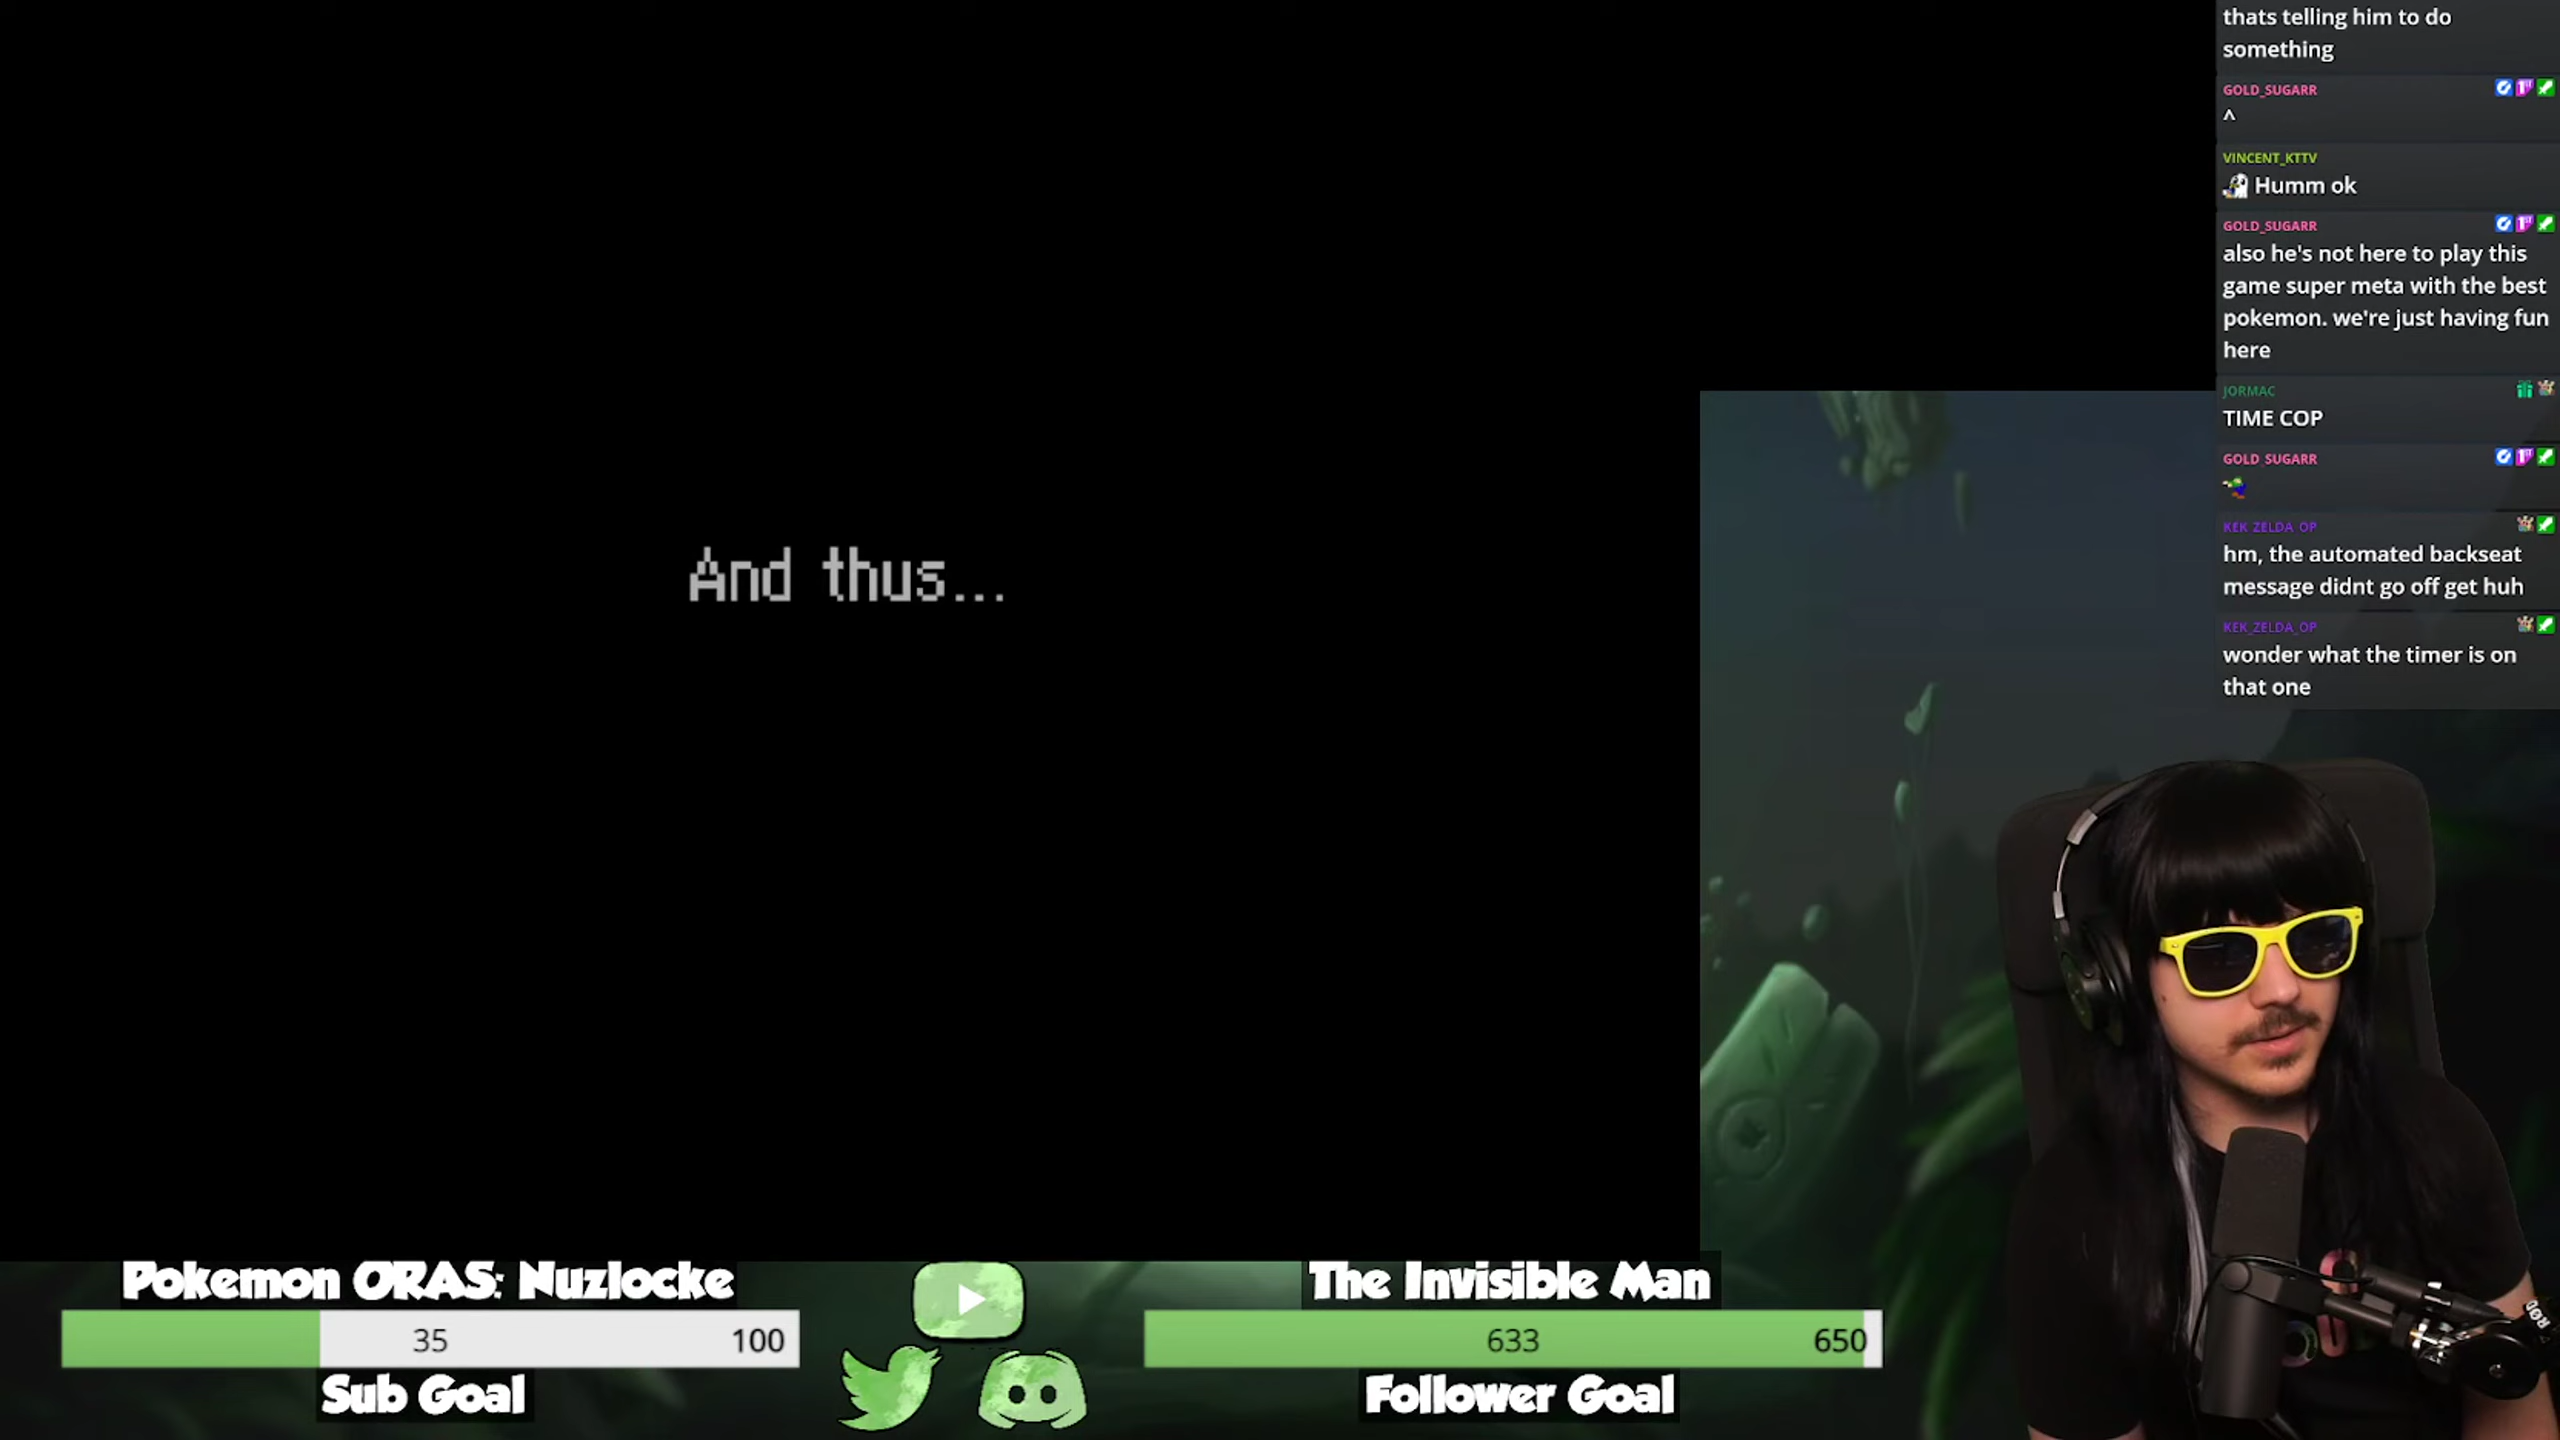 And thus...
thats telling him to do
something
GOLD_SUGARR
^
VINCENT_KTTV
Humm ok
GOLD_SUGARR
also he's not here to play this
game super meta with the best
pokemon. we're just having fun
here
JORMAC
TIME COP
GOLD_SUGARR
KEK_ZELDA_OP
hm, the automated backseat
message didnt go off get huh
KEK_ZELDA_OP
wonder what the timer is on
that one
Pokemon ORAS: Nuzlocke
35 100
Sub Goal
The Invisible Man
633 650
Follower Goal
RØDE